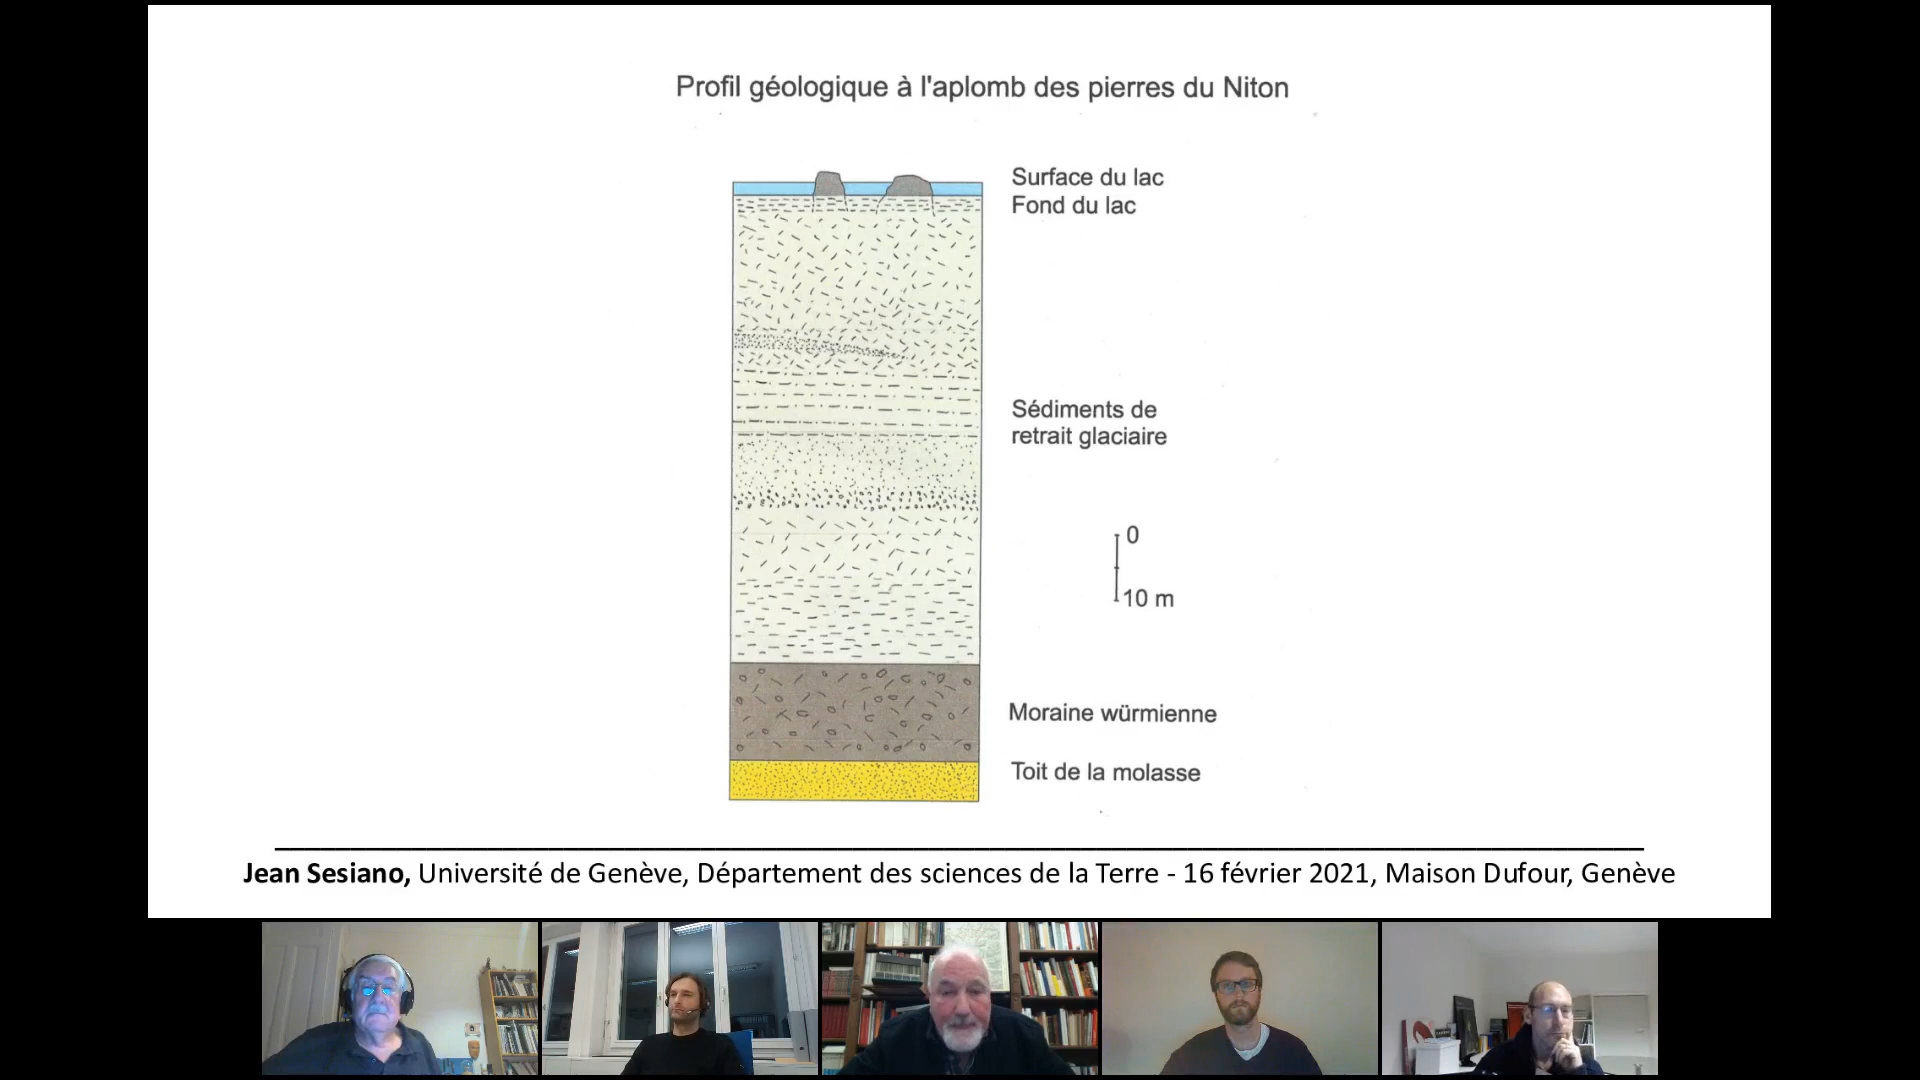 Profil géologique à l'aplomb des pierres du Niton
Surface du lac
Fond du lac
Sédiments de
retrait glaciaire
0
10 m
Moraine würmienne
Toit de la molasse
Jean Sesiano, Université de Genève, Département des sciences de la Terre - 16 février 2021, Maison Dufour, Genève